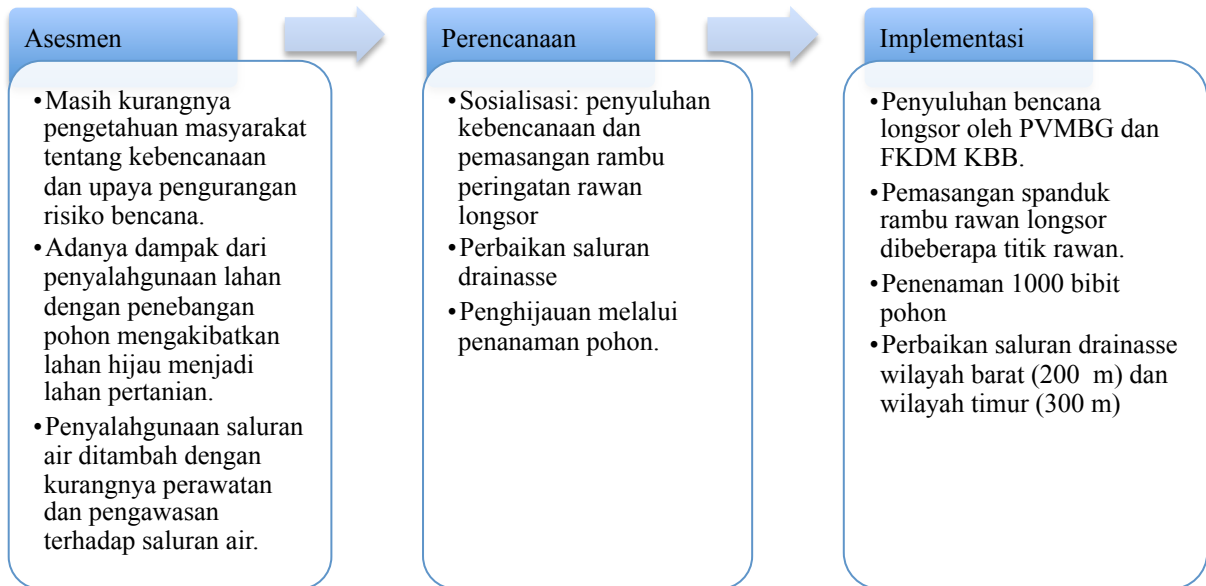 Asesmen
•Masih kurangnya
pengetahuan masyarakat
tentang kebencanaan
dan upaya pengurangan
risiko bencana.
•Adanya dampak dari
penyalahgunaan lahan
dengan penebangan
pohon mengakibatkan
lahan hijau menjadi
lahan pertanian.
•Penyalahgunaan saluran
air ditambah dengan
kurangnya perawatan
dan pengawasan
terhadap saluran air.
Perencanaan
•Sosialisasi: penyuluhan
kebencanaan dan
pemasangan rambu
peringatan rawan
longsor
•Perbaikan saluran
drainasse
•Penghijauan melalui
penanaman pohon.
Implementasi
•Penyuluhan bencana
longsor oleh PVMBG dan
FKDM KBB.
•Pemasangan spanduk
rambu rawan longsor
dibeberapa titik rawan.
•Penenaman 1000 bibit
pohon
•Perbaikan saluran drainasse
wilayah barat (200 m) dan
wilayah timur (300 m)